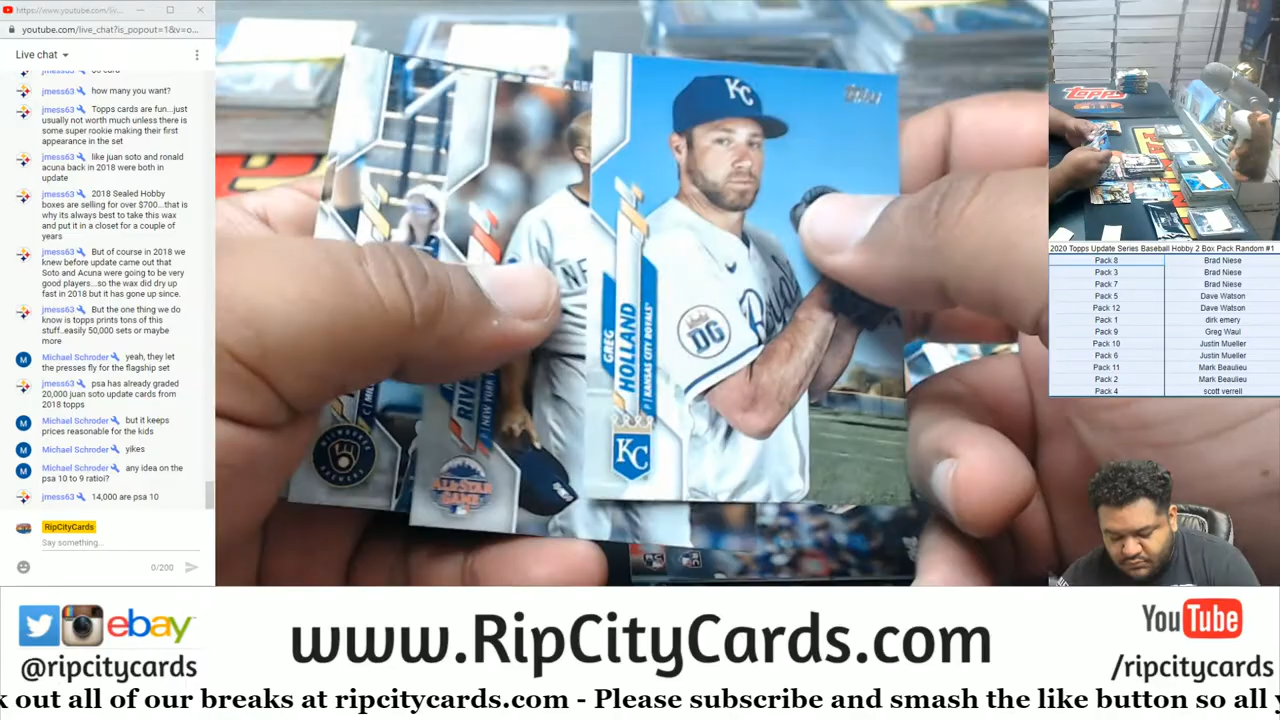 https://www.youtube.com/liv...
youtube.com/live_chat?is_popout=1&v=o...
Live chat
jmess63 how many you want?
jmess63 Topps cards are fun...just
usually not worth much unless there
is some super rookie making their first
appearance in the set
jmess63 like juan soto and ronald
acuna back in 2018 were both in
update
jmess63 2018 Sealed Hobby
boxes are selling for over $700...that is
why its always best to take this wax
and put it in a closet for a couple of
years
jmess63 But of course in 2018 we
knew before update came out that
Soto and Acuna were going to be very
good players...so the wax did dry up
fast in 2018 but it has gone up since.
jmess63 But the one thing we do
know is topps prints tons of this
stuff...easily 50,000 sets or maybe
more
M Michael Schroder yeah, they let
the presses fly for the flagship set
jmess63 psa has already graded
20,000 juan soto update cards from
2018 topps
M Michael Schroder but it keeps
prices reasonable for the kids
M Michael Schroder yikes
M Michael Schroder any idea on the
psa 10 to 9 ratioi?
jmess63 14,000 are psa 10
RipCityCards
Say something...
0/200
KC
GREG
HOLLAND
P | KANSAS CITY ROYALS
KC
DG
Royals
MILWAUKEE
BREWERS
NEW YORK
ALL-STAR
GAME
RC
Topps
2020 Topps Update Series Baseball Hobby 2 Box Pack Random #1
Pack 8 Brad Niese
Pack 3 Brad Niese
Pack 7 Brad Niese
Pack 5 Dave Watson
Pack 12 Dave Watson
Pack 1 dirk emery
Pack 9 Greg Waul
Pack 10 Justin Mueller
Pack 6 Justin Mueller
Pack 11 Mark Beaulieu
Pack 2 Mark Beaulieu
Pack 4 scott verrell
ebay
@ripcitycards
www.RipCityCards.com
YouTube
/ripcitycards
k out all of our breaks at ripcitycards.com - Please subscribe and smash the like button so all y